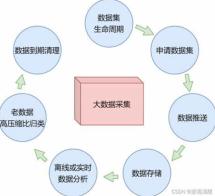 数据集
生命周期
申请数据集
数据推送
数据存储
离线或实时
数据分析
老数据
高压缩比归类
数据到期清理
大数据采集